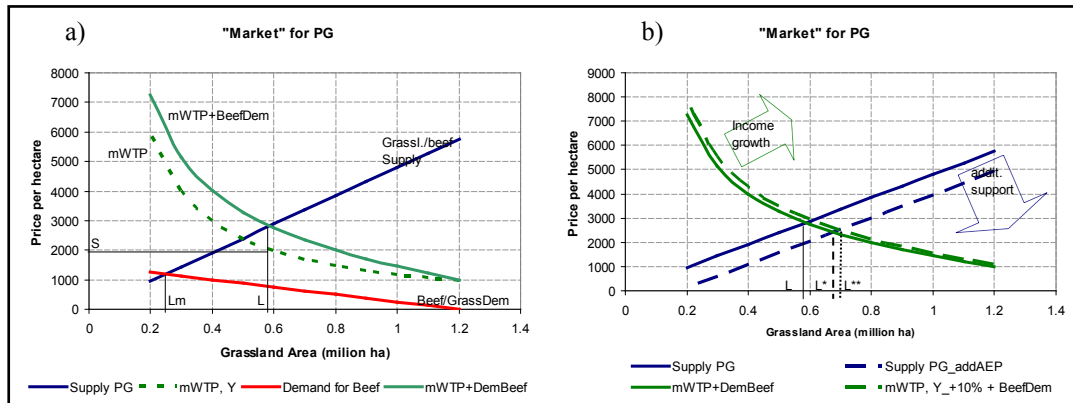 a)
"Market" for PG
Price per hectare
8000
7000
6000
5000
4000
3000
2000
1000
0
mWTP+BeefDem
mWTP
Grassl./beef
Supply
S
Lm
L
Beef/GrassDem
0 0.2 0.4 0.6 0.8 1 1.2 1.4
Grassland Area (milion ha)
Supply PG
mWTP, Y
Demand for Beef
mWTP+DemBeef
b)
"Market" for PG
Price per hectare
9000
8000
7000
6000
5000
4000
3000
2000
1000
0
Income
growth
addit.
support
L
L*
L**
0 0.2 0.4 0.6 0.8 1 1.2 1.4
Grassland Area (milion ha)
Supply PG
Supply PG_addAEP
mWTP+DemBeef
mWTP, Y_+10% + BeefDem